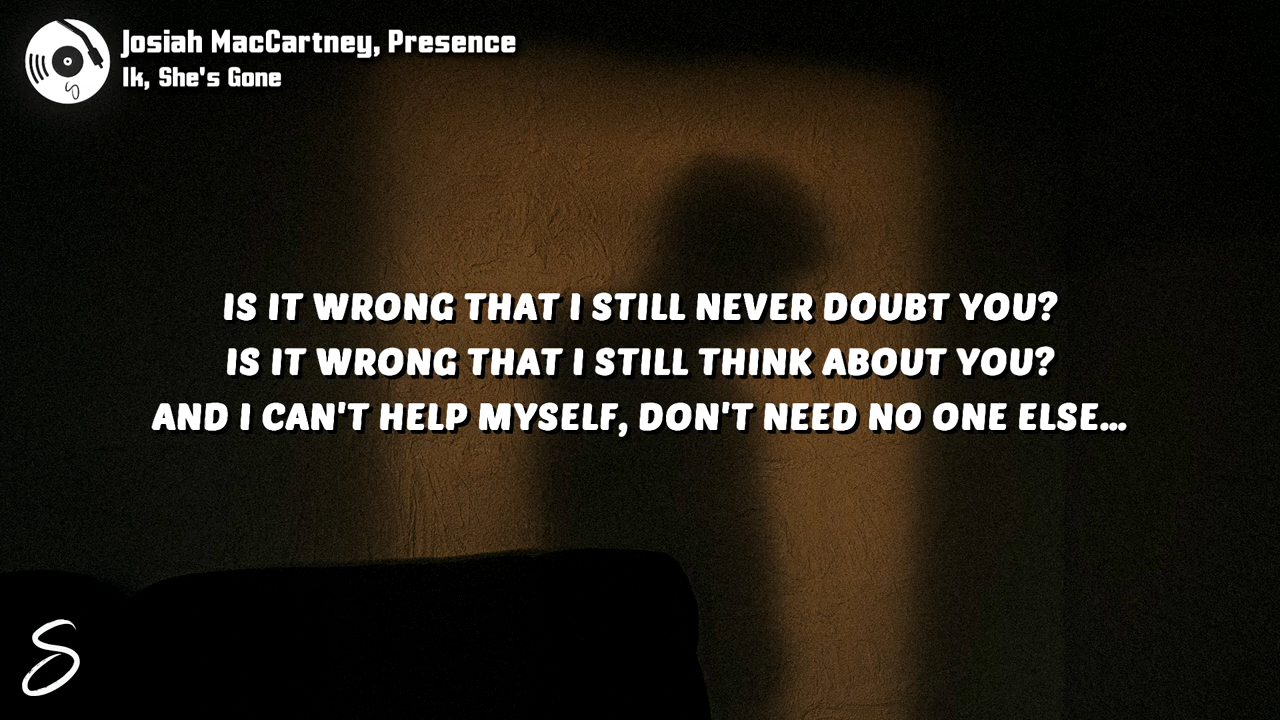 Josiah MacCartney, Presence
Ik, She's Gone
IS IT WRONG THAT I STILL NEVER DOUBT YOU?
IS IT WRONG THAT I STILL THINK ABOUT YOU?
AND I CAN'T HELP MYSELF, DON'T NEED NO ONE ELSE...
S